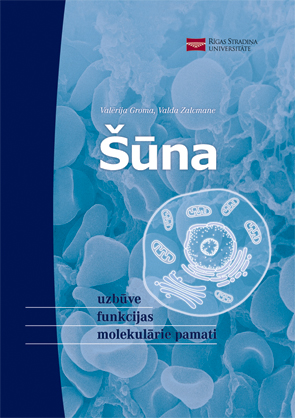 RĪGAS STRADIŅA
UNIVERSITĀTE
Valērija Groma, Valda Zalcmane
Šūna
uzbūve
funkcijas
molekulārie pamati